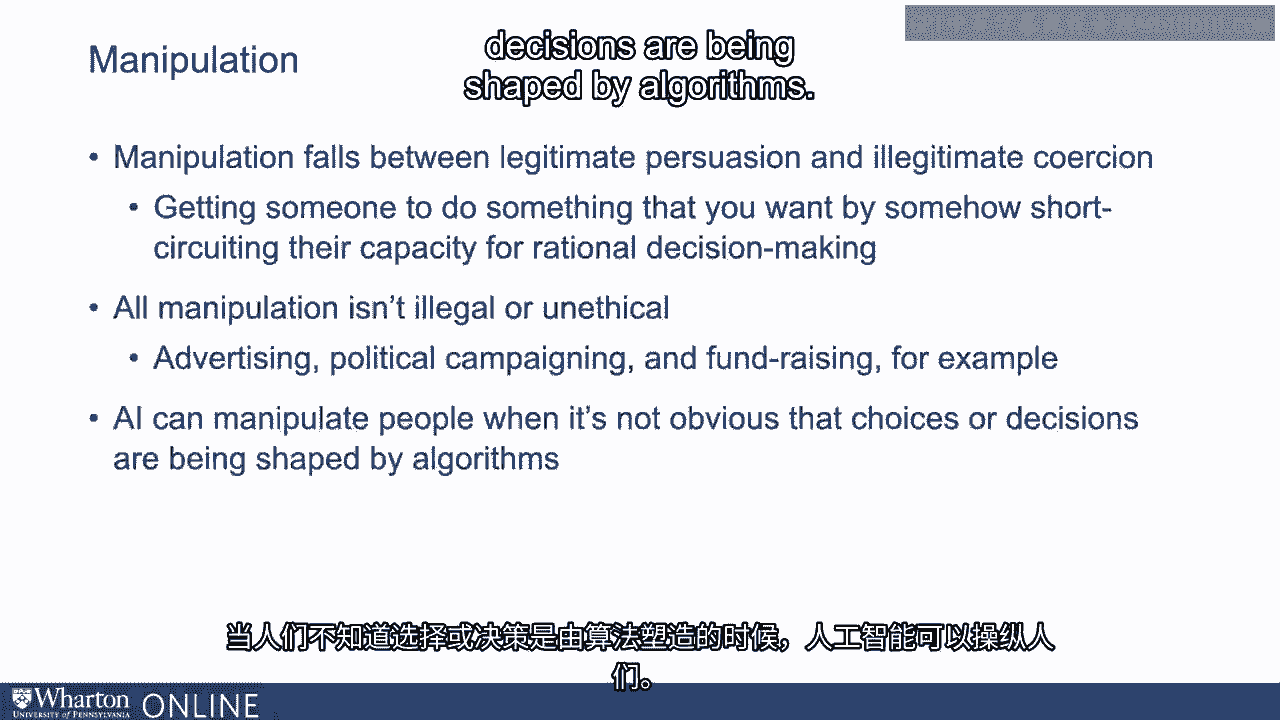 Manipulation
decisions are being
shaped by algorithms.
• Manipulation falls between legitimate persuasion and illegitimate coercion
• Getting someone to do something that you want by somehow short-
circuiting their capacity for rational decision-making
• All manipulation isn't illegal or unethical
• Advertising, political campaigning, and fund-raising, for example
• AI can manipulate people when it's not obvious that choices or decisions
are being shaped by algorithms
当人们不知道选择或决策是由算法塑造的时候，人工智能可以操纵人
们。
Wharton ONLINE
UNIVERSITY of PENNSYLVANIA